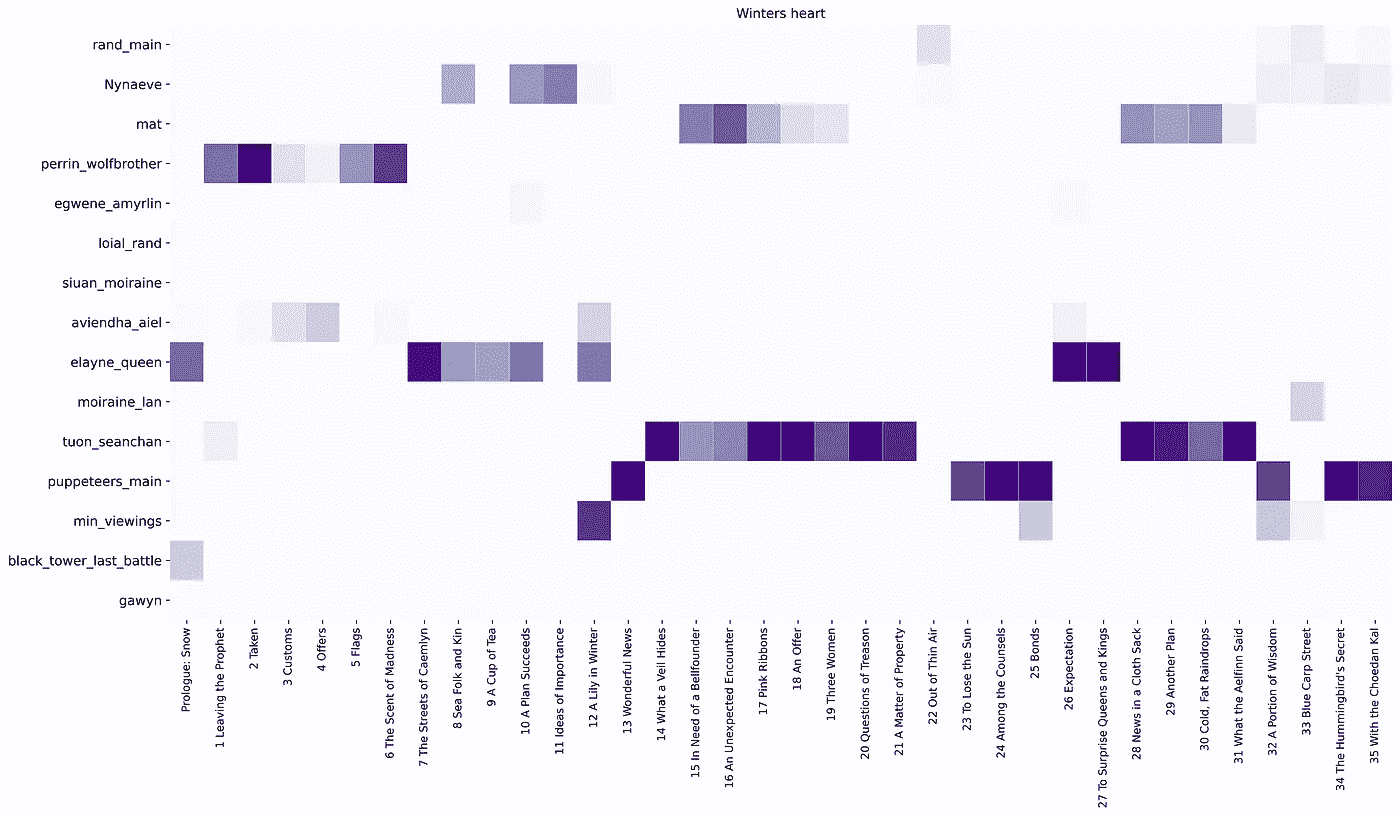 Winters heart
rand_main
Nynaeve
mat
perrin_wolfbrother
egwene_amyrlin
loial_rand
siuan_moiraine
aviendha_aiel
elayne_queen
moiraine_lan
tuon_seanchan
puppeteers_main
min_viewings
black_tower_last_battle
gawyn
Prologue: Snow
1 Leaving the Prophet
2 Taken
3 Customs
4 Offers
5 Flags
6 The Scent of Madness
7 The Streets of Caemlyn
8 Sea Folk and Kin
9 A Cup of Tea
10 A Plan Succeeds
11 Ideas of Importance
12 A Lily in Winter
13 Wonderful News
14 What a Veil Hides
15 In Need of a Bellfounder
16 An Unexpected Encounter
17 Pink Ribbons
18 An Offer
19 Three Women
20 Questions of Treason
21 A Matter of Property
22 Out of Thin Air
23 To Lose the Sun
24 Among the Counsels
25 Bonds
26 Expectation
27 To Surprise Queens and Kings
28 News in a Cloth Sack
29 Another Plan
30 Cold, Fat Raindrops
31 What the Aelfinn Said
32 A Portion of Wisdom
33 Blue Carp Street
34 The Hummingbird's Secret
35 With the Choedan Kal